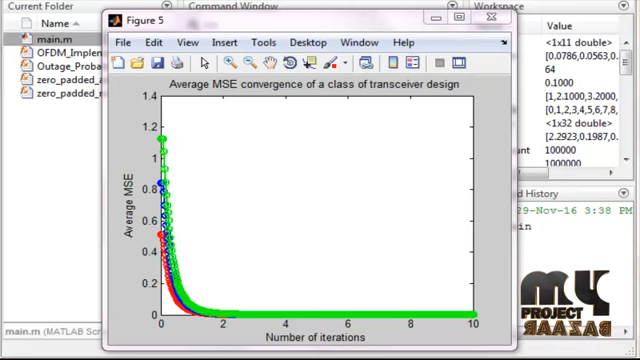 Current Folder
Command Window
Workspace
Name
main.m
OFDM_Implen
Outage_Proba
zero_padded_a
zero_padded_r
Figure 5
File Edit View Insert Tools Desktop Window Help
Average MSE convergence of a class of transceiver design
Average MSE
1.4
1.2
1
0.8
0.6
0.4
0.2
0
0 2 4 6 8 10
Number of iterations
Value
<1x11 double>
[0.0786,0.0563,0.
64
0.1000
[1,2.1000,3.2000,
[0,1,2,3,4,5,6,7,8,
<1x32 double>
[2.2923,0.1987,0.
ount 100000
1000000
d History
29-Nov-16 3:38 PM
in
main.m (MATLAB Scri
MY
PROJECT
BAZAAR